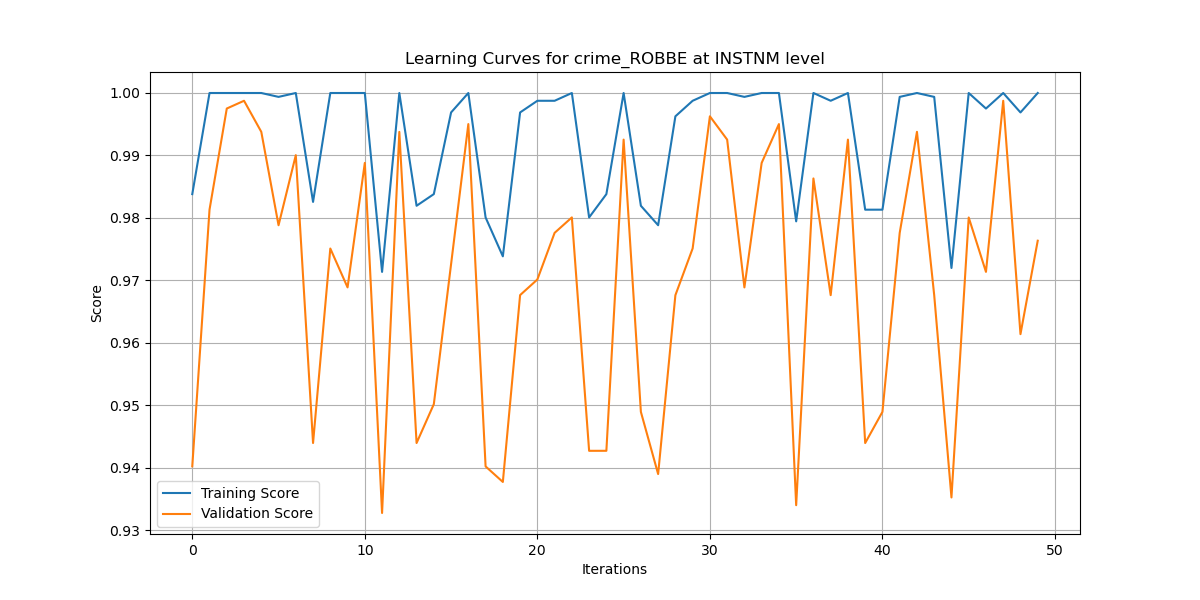 Learning Curves for crime_ROBBE at INSTNM level
1.00
0.99
0.98
0.97
0.96
0.95
0.94
0.93
Score
Training Score
Validation Score
0 10 20 30 40 50
Iterations